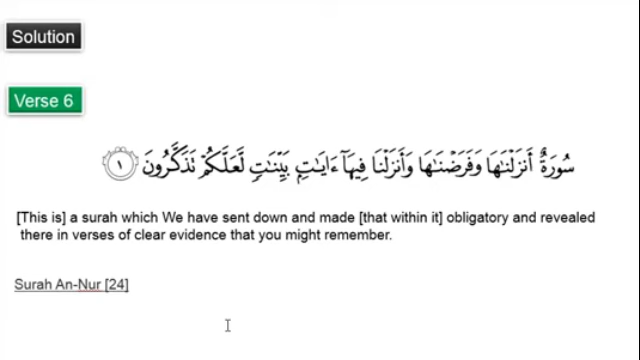 Solution
Verse 6
سُورَةٌ أَنزَلْنَٰهَا وَفَرَضْنَٰهَا وَأَنزَلْنَا فِيهَآ ءَايَٰتٍۭ بَيِّنَٰتٍ لَّعَلَّكُمْ تَذَكَّرُونَ ١
[This is] a surah which We have sent down and made [that within it] obligatory and revealed
there in verses of clear evidence that you might remember.
Surah An-Nur [24]